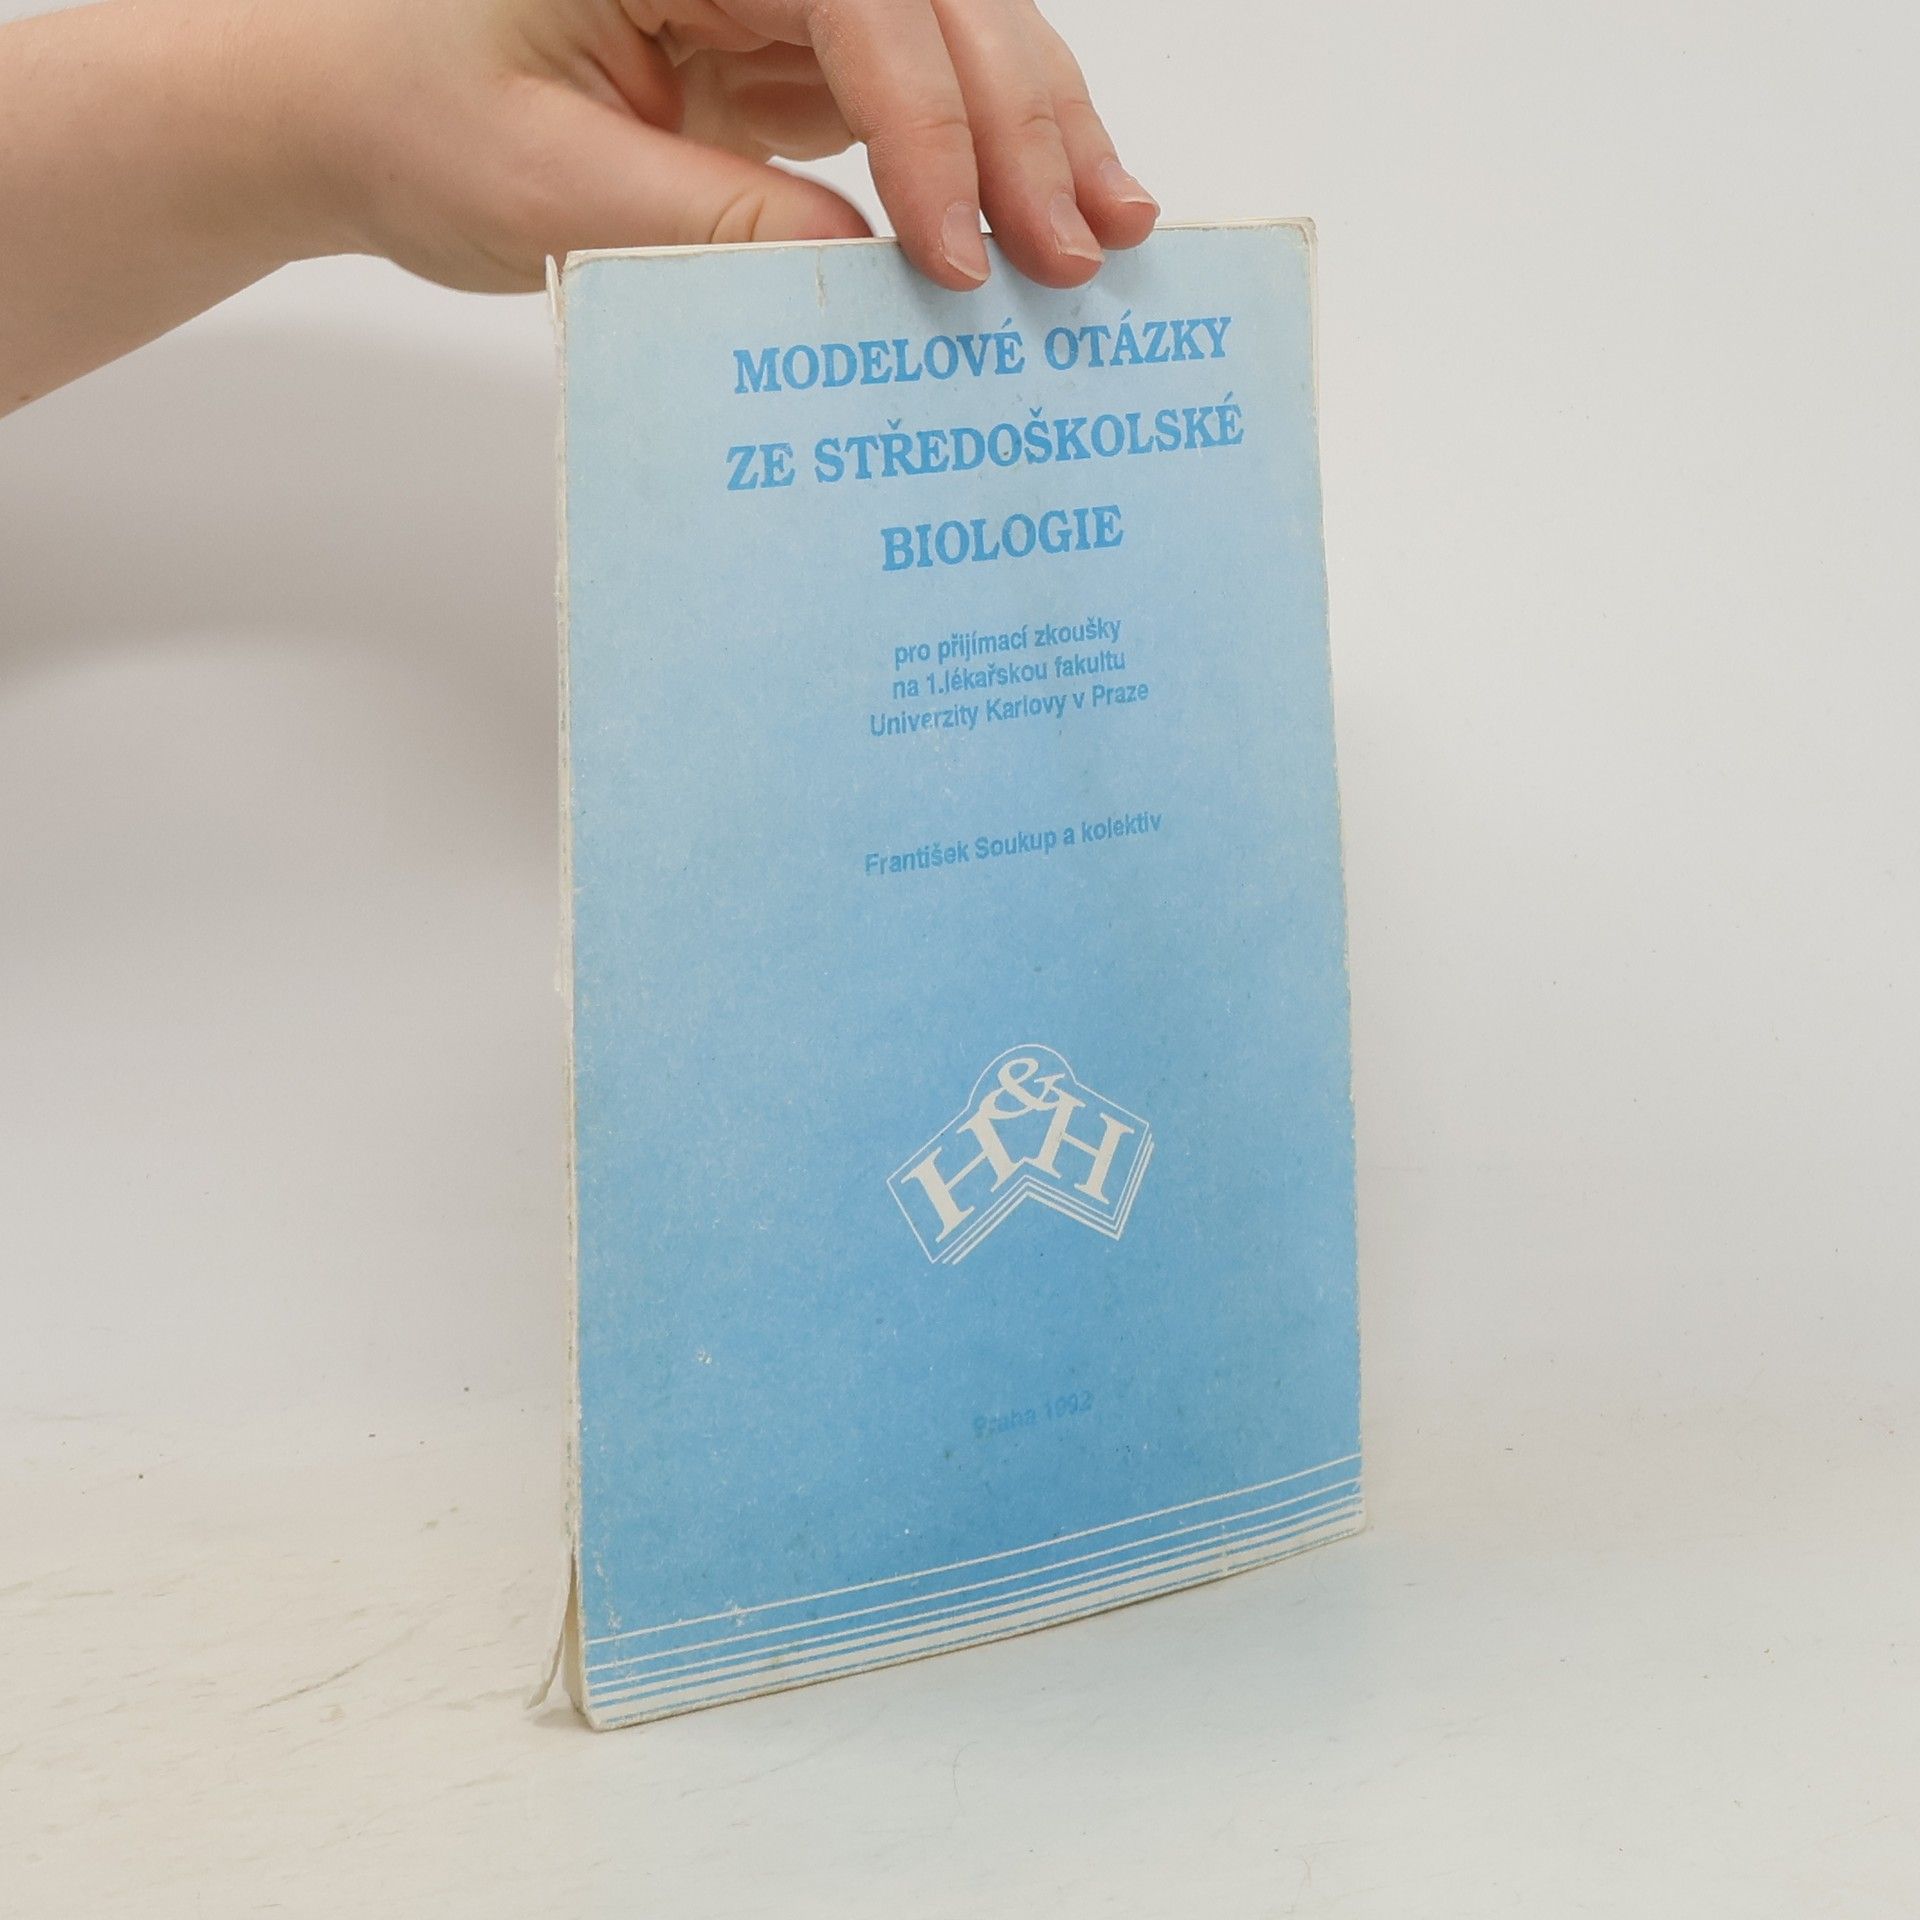 MODELOVÉ OTÁZKY
ZE STŘEDOŠKOLSKÉ
BIOLOGIE
pro přijímací zkoušky
na 1.lékařskou fakultu
Univerzity Karlovy v Praze
František Soukup a kolektiv
H&H
Praha 1992